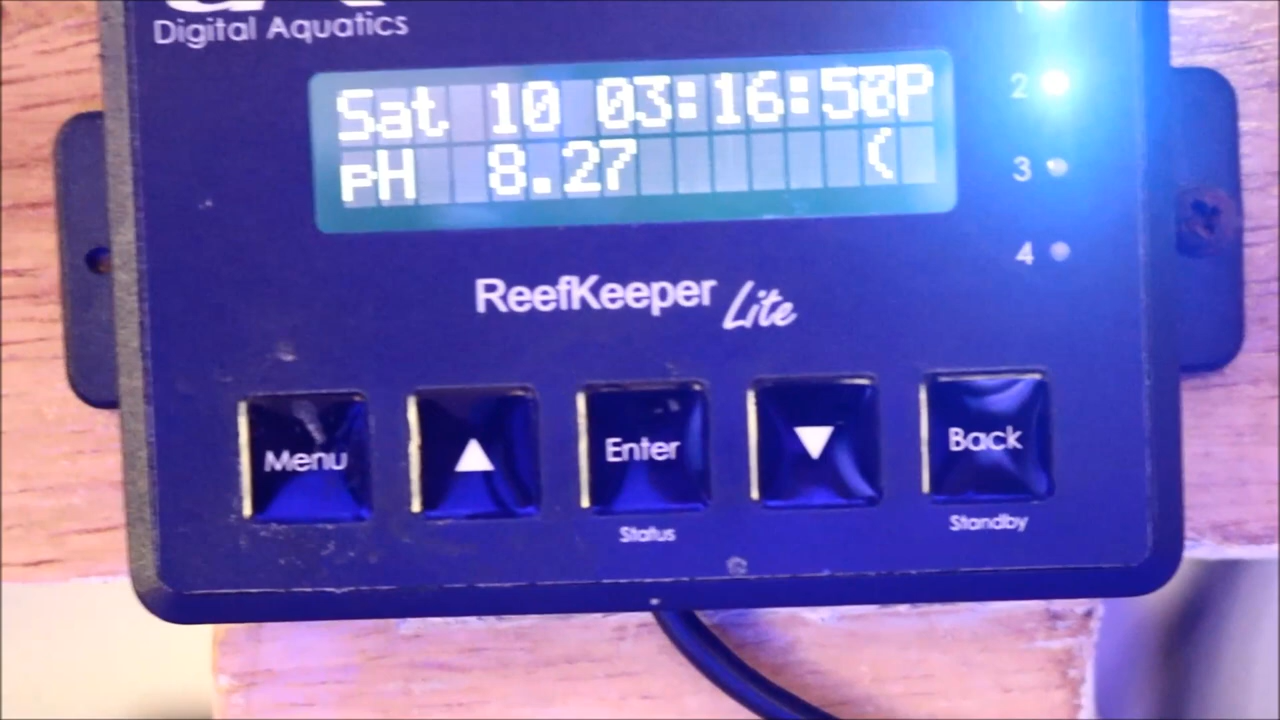 Digital Aquatics
1
Sat 10 03:16:58P
2
pH 8.27 (
3
4
ReefKeeper Lite
Menu ▲ Enter ▼ Back
Status Standby